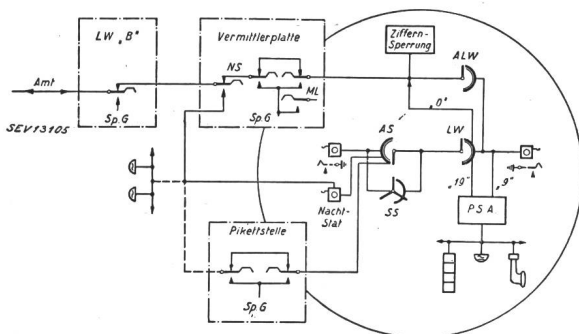 LW „B"
Vermittlerplatte
Ziffern-
Sperrung
ALW
NS
ML
Amt
Sp.G
Sp.G
SEV13105
„0"
AS
LW
„19"
„9"
Nacht-
Stat
SS
P.S.A.
Pikettstelle
Sp.G